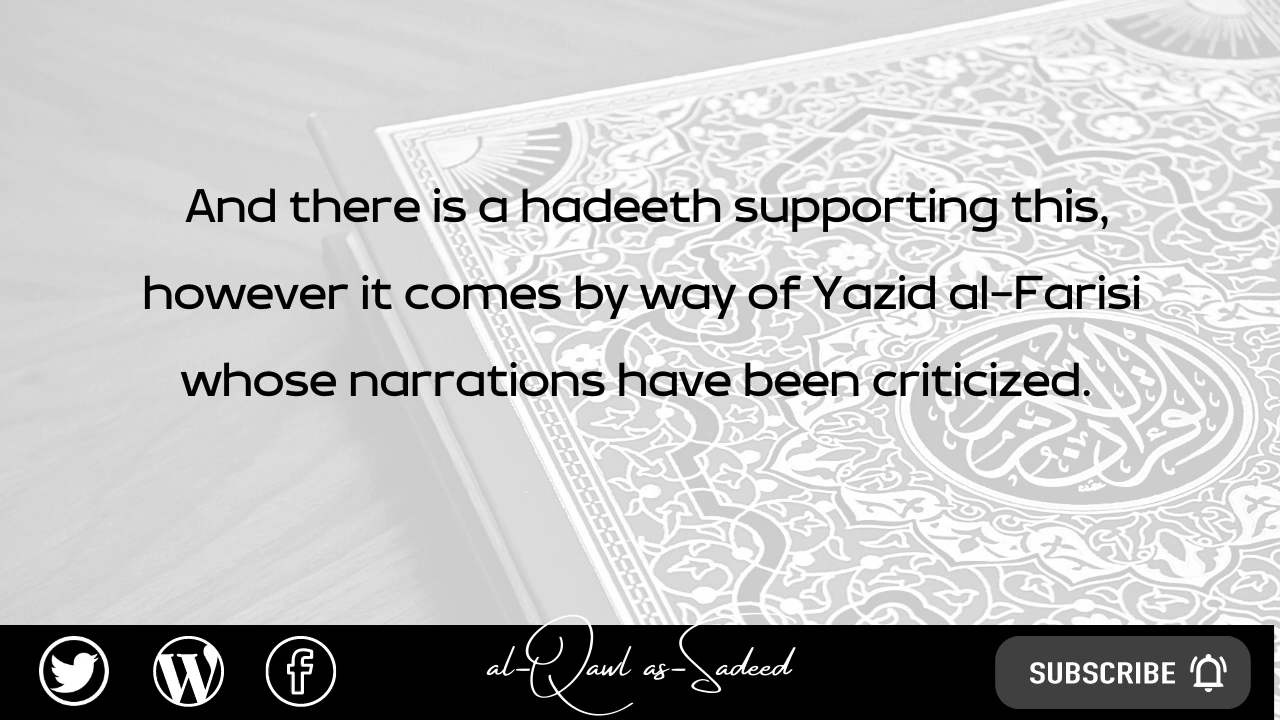 And there is a hadeeth supporting this,
however it comes by way of Yazid al-Farisi
whose narrations have been criticized.
al-Qawl as-Sadeed
SUBSCRIBE